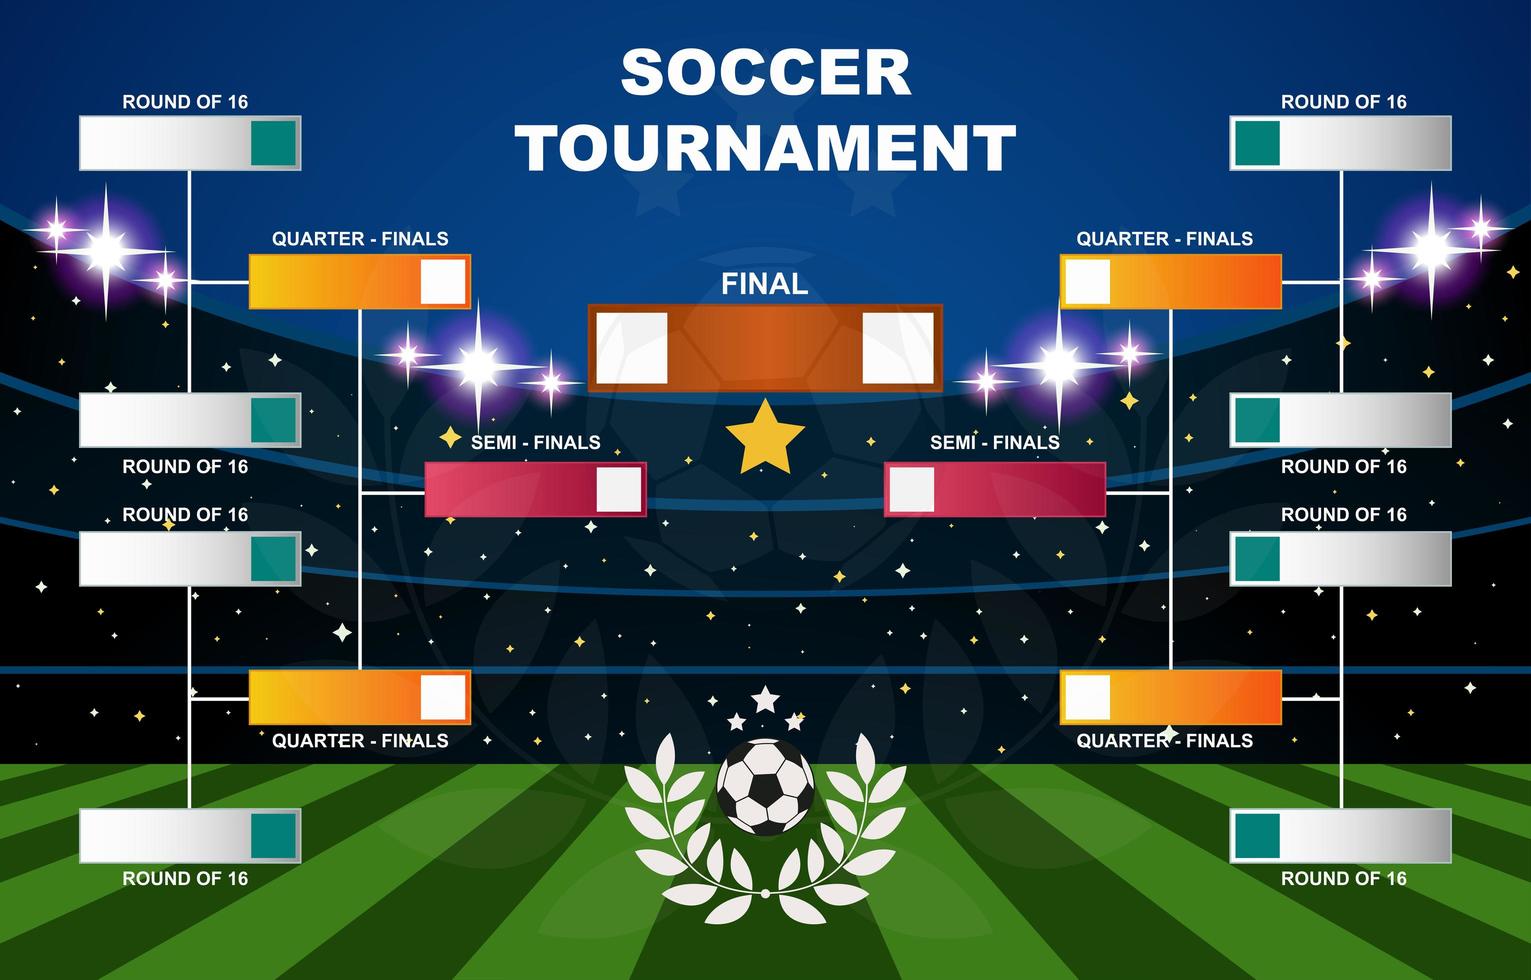 SOCCER
TOURNAMENT
ROUND OF 16
ROUND OF 16
QUARTER - FINALS
QUARTER - FINALS
FINAL
SEMI - FINALS
SEMI - FINALS
ROUND OF 16
ROUND OF 16
ROUND OF 16
ROUND OF 16
QUARTER - FINALS
QUARTER - FINALS
ROUND OF 16
ROUND OF 16